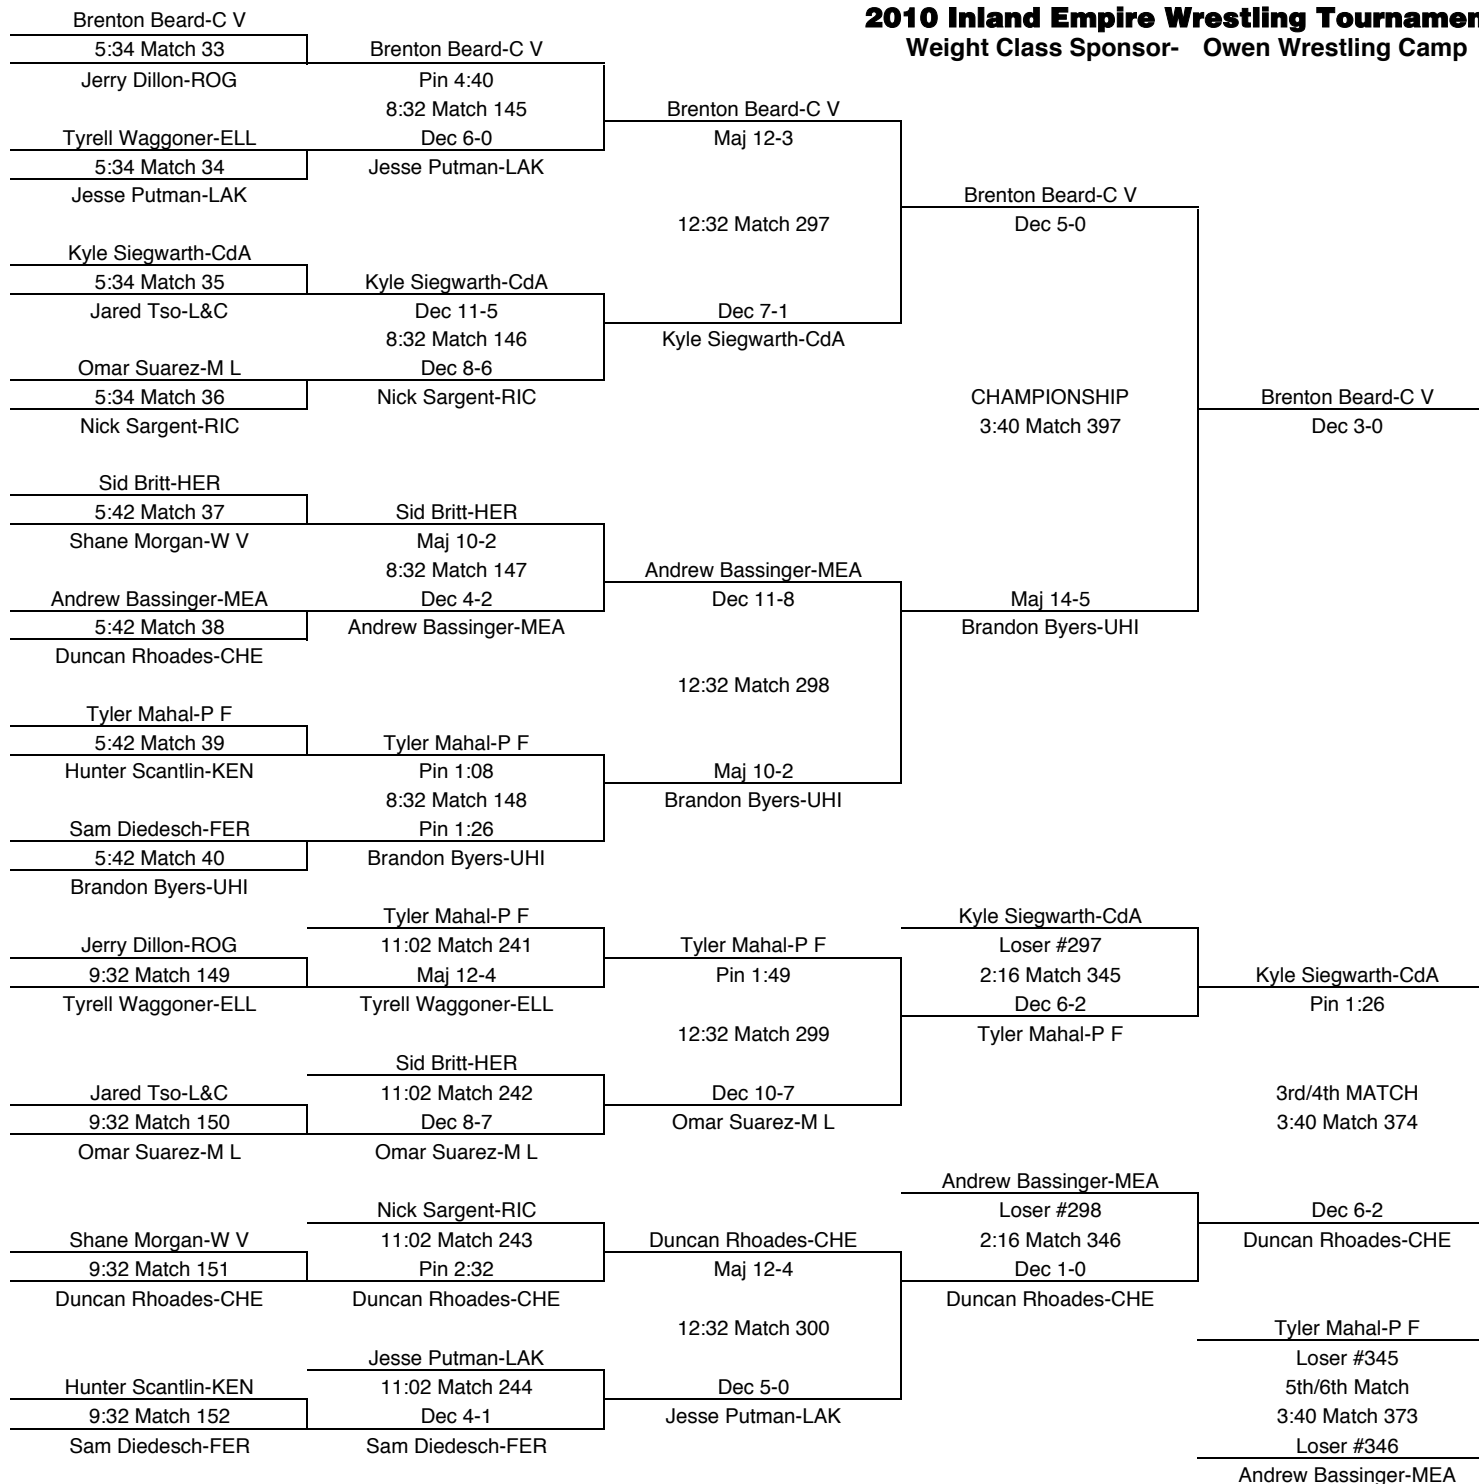 2010 Inland Empire Wrestling Tournamen
Weight Class Sponsor- Owen Wrestling Camp
Brenton Beard-C V
5:34 Match 33
Jerry Dillon-ROG
Tyrell Waggoner-ELL
5:34 Match 34
Jesse Putman-LAK
Kyle Siegwarth-CdA
5:34 Match 35
Jared Tso-L&C
Omar Suarez-M L
5:34 Match 36
Nick Sargent-RIC
Sid Britt-HER
5:42 Match 37
Shane Morgan-W V
Andrew Bassinger-MEA
5:42 Match 38
Duncan Rhoades-CHE
Tyler Mahal-P F
5:42 Match 39
Hunter Scantlin-KEN
Sam Diedesch-FER
5:42 Match 40
Brandon Byers-UHI
Brenton Beard-C V
Pin 4:40
8:32 Match 145
Dec 6-0
Jesse Putman-LAK
Kyle Siegwarth-CdA
Dec 11-5
8:32 Match 146
Dec 8-6
Nick Sargent-RIC
Sid Britt-HER
Maj 10-2
8:32 Match 147
Dec 4-2
Andrew Bassinger-MEA
Tyler Mahal-P F
Pin 1:08
8:32 Match 148
Pin 1:26
Brandon Byers-UHI
Brenton Beard-C V
Maj 12-3
12:32 Match 297
Dec 7-1
Kyle Siegwarth-CdA
Andrew Bassinger-MEA
Dec 11-8
12:32 Match 298
Maj 10-2
Brandon Byers-UHI
Brenton Beard-C V
Dec 5-0
CHAMPIONSHIP
3:40 Match 397
Maj 14-5
Brandon Byers-UHI
Brenton Beard-C V
Dec 3-0
Jerry Dillon-ROG
9:32 Match 149
Tyrell Waggoner-ELL
Jared Tso-L&C
9:32 Match 150
Omar Suarez-M L
Shane Morgan-W V
9:32 Match 151
Duncan Rhoades-CHE
Hunter Scantlin-KEN
9:32 Match 152
Sam Diedesch-FER
Tyler Mahal-P F
11:02 Match 241
Maj 12-4
Tyrell Waggoner-ELL
Sid Britt-HER
11:02 Match 242
Dec 8-7
Omar Suarez-M L
Nick Sargent-RIC
11:02 Match 243
Pin 2:32
Duncan Rhoades-CHE
Jesse Putman-LAK
11:02 Match 244
Dec 4-1
Sam Diedesch-FER
Tyler Mahal-P F
Pin 1:49
12:32 Match 299
Dec 10-7
Omar Suarez-M L
Duncan Rhoades-CHE
Maj 12-4
12:32 Match 300
Dec 5-0
Jesse Putman-LAK
Kyle Siegwarth-CdA
Loser #297
2:16 Match 345
Dec 6-2
Tyler Mahal-P F
Andrew Bassinger-MEA
Loser #298
2:16 Match 346
Dec 1-0
Duncan Rhoades-CHE
Kyle Siegwarth-CdA
Pin 1:26
3rd/4th MATCH
3:40 Match 374
Dec 6-2
Duncan Rhoades-CHE
Tyler Mahal-P F
Loser #345
5th/6th Match
3:40 Match 373
Loser #346
Andrew Bassinger-MEA